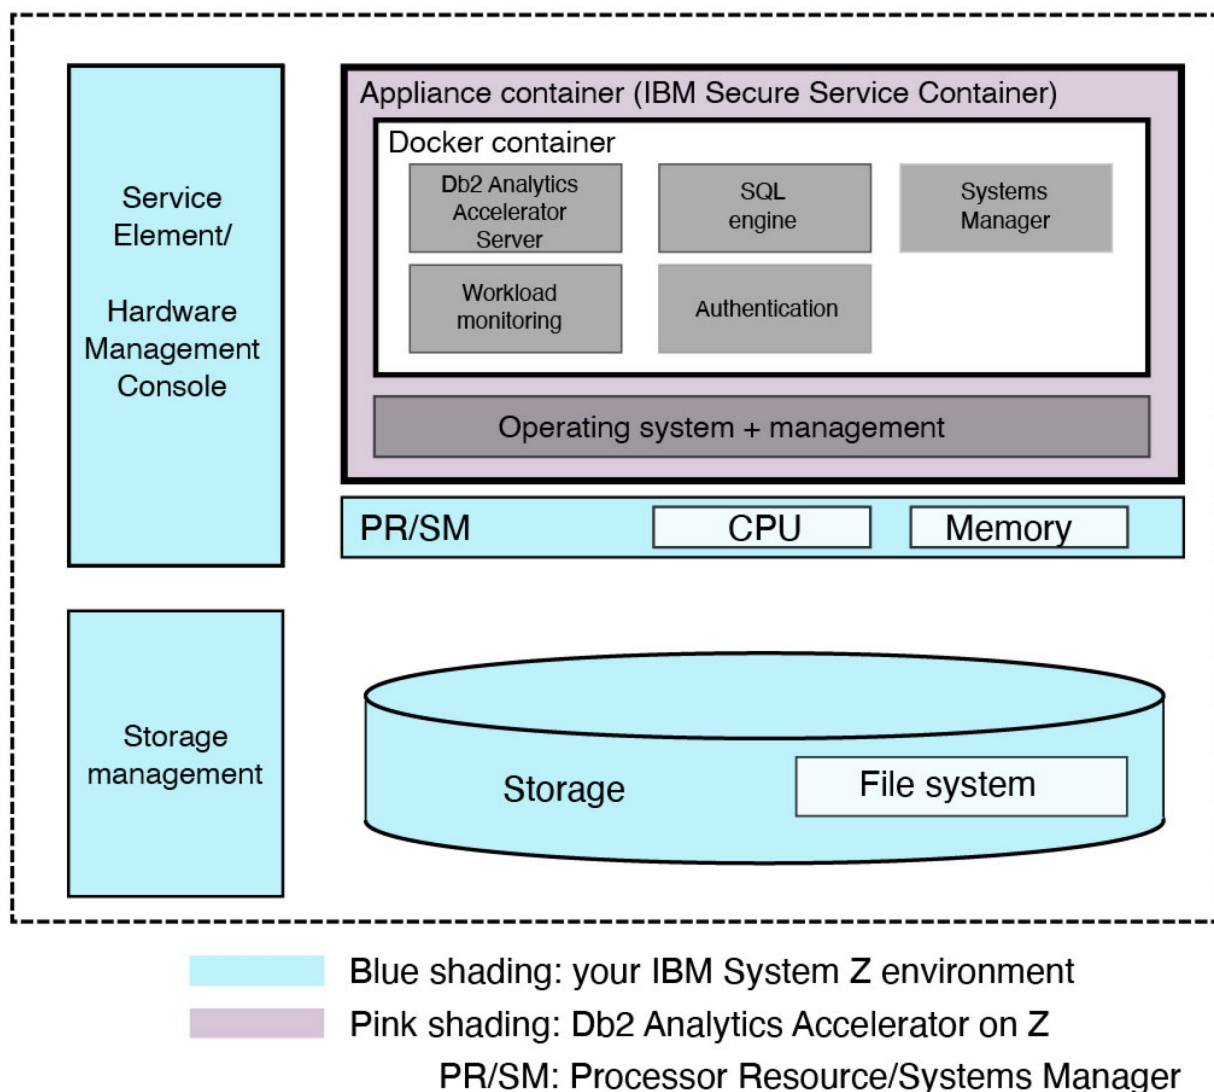 Service
Element/
Hardware
Management
Console
Appliance container (IBM Secure Service Container)
Docker container
Db2 Analytics
Accelerator
Server
SQL
engine
Systems
Manager
Workload
monitoring
Authentication
Operating system + management
PR/SM
CPU
Memory
Storage
management
Storage
File system
Blue shading: your IBM System Z environment
Pink shading: Db2 Analytics Accelerator on Z
PR/SM: Processor Resource/Systems Manager